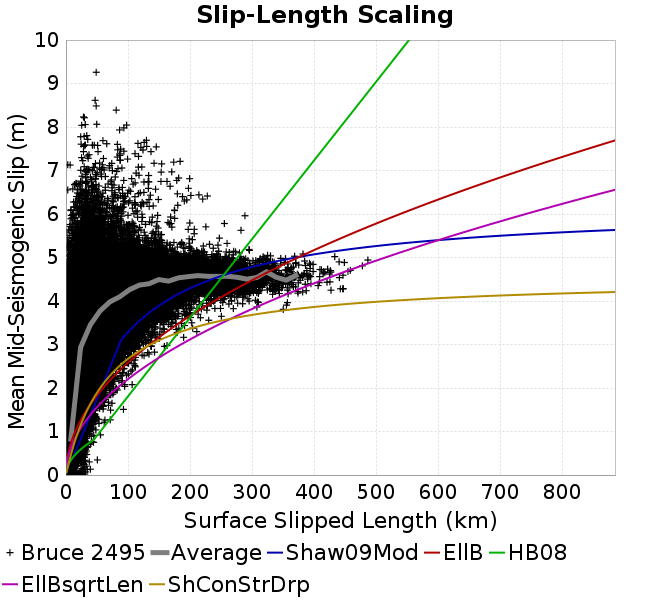 Slip-Length Scaling
Mean Mid-Seismogenic Slip (m)
10
9
8
7
6
5
4
3
2
1
0
0 100 200 300 400 500 600 700 800
Surface Slipped Length (km)
Bruce 2495 Average Shaw09Mod EllB HB08
EllBsqrtLen ShConStrDrp